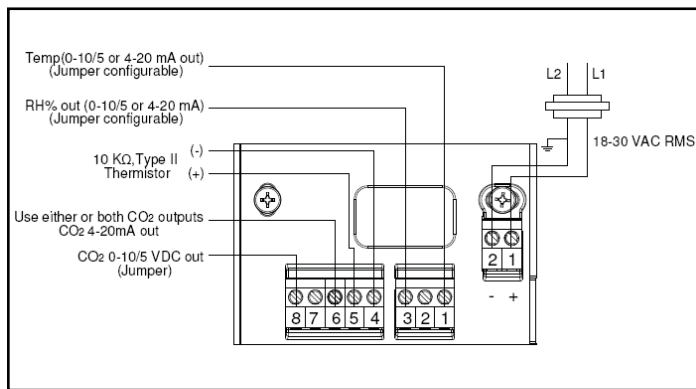 Temp(0-10/5 or 4-20 mA out)
(Jumper configurable)
RH% out (0-10/5 or 4-20 mA)
(Jumper configurable)
10 KΩ,Type II
Thermistor
(-)
(+)
Use either or both CO2 outputs
CO2 4-20mA out
CO2 0-10/5 VDC out
(Jumper)
L2 L1
18-30 VAC RMS
2 1
- +
8 7 6 5 4 3 2 1